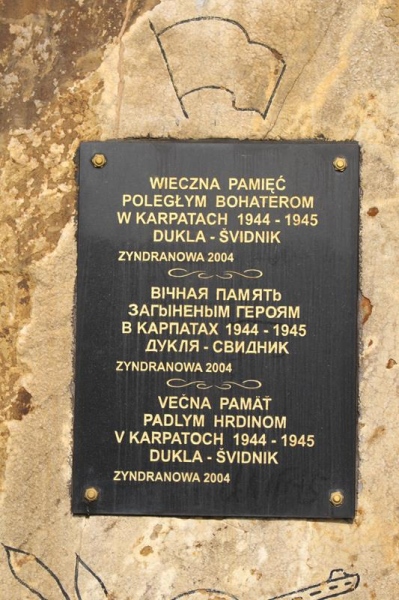 WIECZNA PAMIĘĆ
POLEGŁYM BOHATEROM
W KARPATACH 1944 - 1945
DUKLA - ŠVIDNIK
ZYNDRANOWA 2004
ВІЧНАЯ ПАМЯТЬ
ЗАГЫНЕНЫМ ГЕРОЯМ
В КАРПАТАХ 1944 - 1945
ДУКЛЯ - СВИДНИК
ZYNDRANOWA 2004
VEČNA PAMÄŤ
PADLYM HRDINOM
V KARPATOCH 1944 - 1945
DUKLA - ŠVIDNIK
ZYNDRANOWA 2004